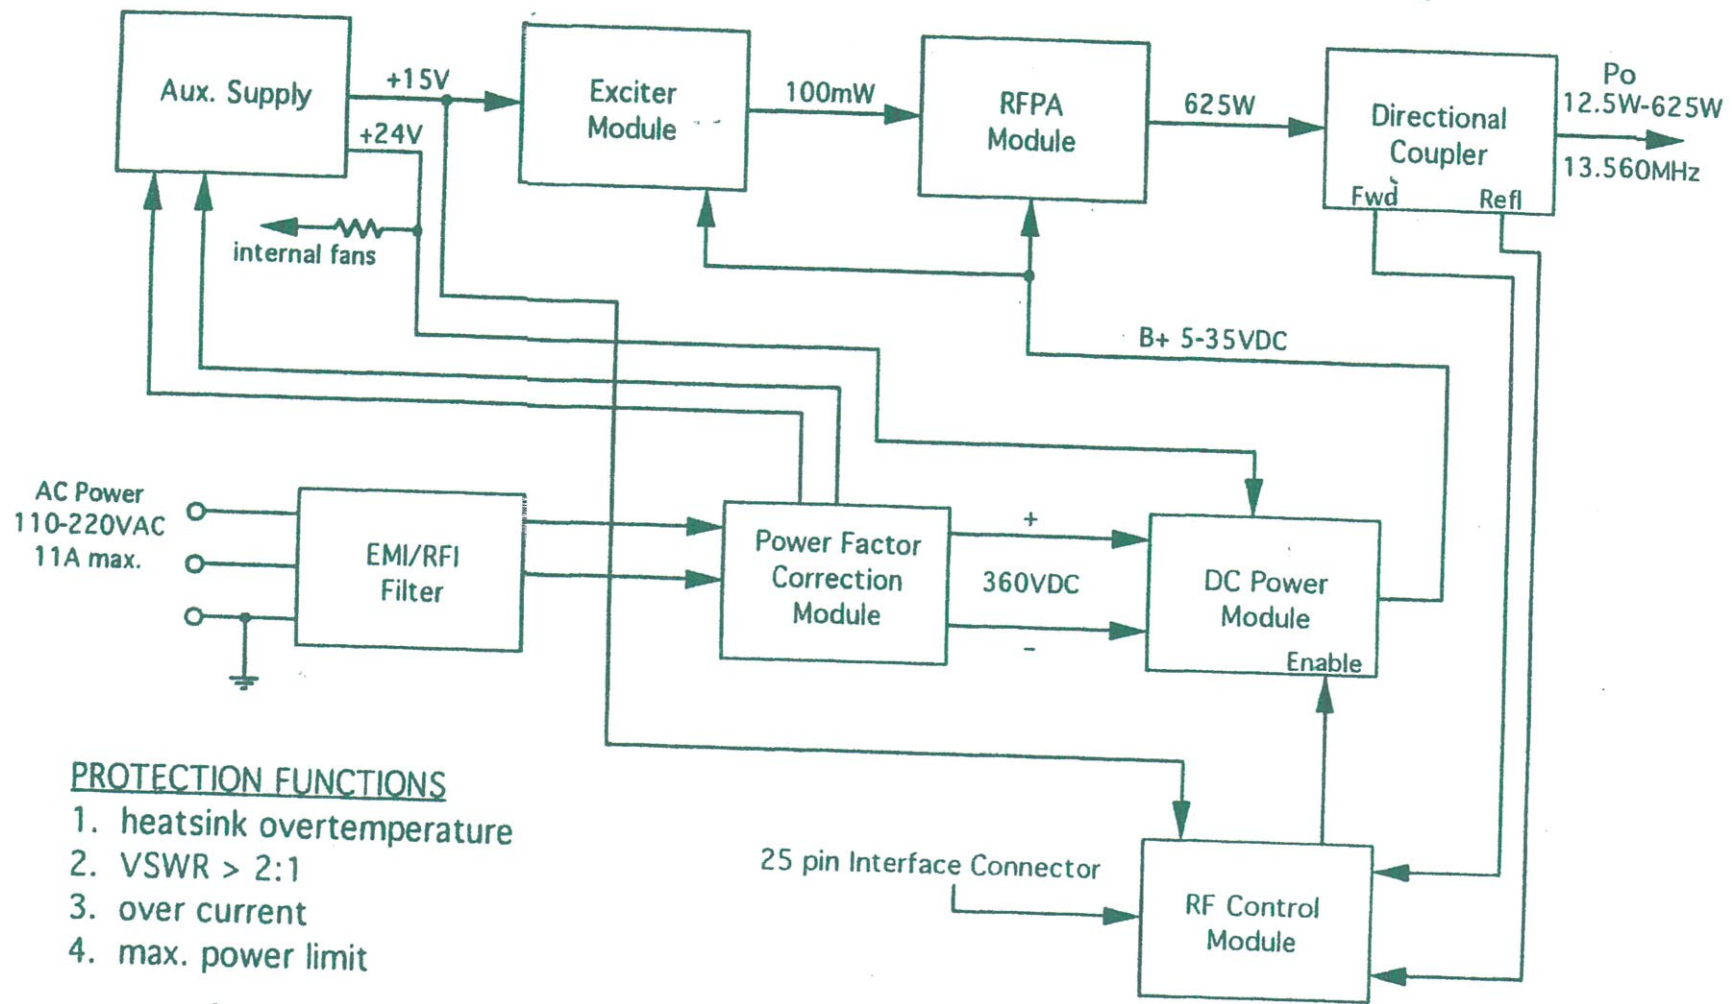 Aux. Supply
+15V
+24V
internal fans
Exciter
Module
100mW
RFPA
Module
625W
Directional
Coupler
Fwd
Refl
Po
12.5W-625W
13.560MHz
B+ 5-35VDC
AC Power
110-220VAC
11A max.
EMI/RFI
Filter
Power Factor
Correction
Module
+
360VDC
-
DC Power
Module
Enable
25 pin Interface Connector
RF Control
Module
PROTECTION FUNCTIONS
1. heatsink overtemperature
2. VSWR > 2:1
3. over current
4. max. power limit